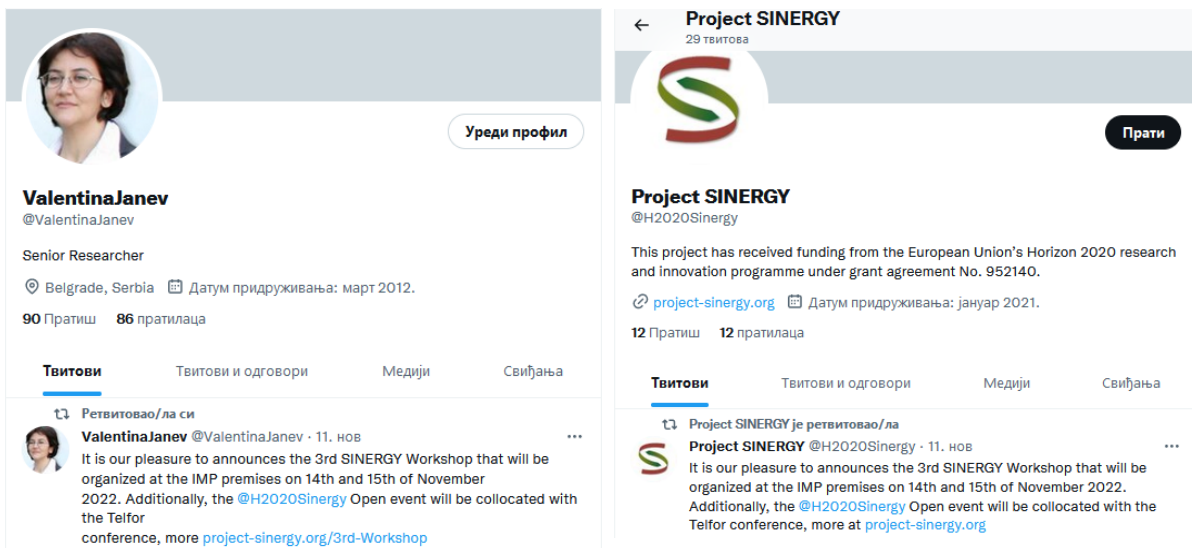 Уреди профил
ValentinaJanev
@ValentinaJanev
Senior Researcher
Belgrade, Serbia Датум придруживања: март 2012.
90 Пратиш 86 пратилаца
Твитови Твитови и одговори Медији Свиђања
Ретвитовао/ла си
ValentinaJanev @ValentinaJanev · 11. нов
It is our pleasure to announces the 3rd SINERGY Workshop that will be
organized at the IMP premises on 14th and 15th of November
2022. Additionally, the @H2020Sinergy Open event will be collocated with
the Telfor
conference, more project-sinergy.org/3rd-Workshop
Project SINERGY
29 твитова
Прати
Project SINERGY
@H2020Sinergy
This project has received funding from the European Union's Horizon 2020 research
and innovation programme under grant agreement No. 952140.
project-sinergy.org Датум придруживања: јануар 2021.
12 Пратиш 12 пратилаца
Твитови Твитови и одговори Медији Свиђања
Project SINERGY је ретвитовао/ла
Project SINERGY @H2020Sinergy · 11. нов
It is our pleasure to announces the 3rd SINERGY Workshop that will be
organized at the IMP premises on 14th and 15th of November 2022.
Additionally, the @H2020Sinergy Open event will be collocated with the
Telfor conference, more at project-sinergy.org